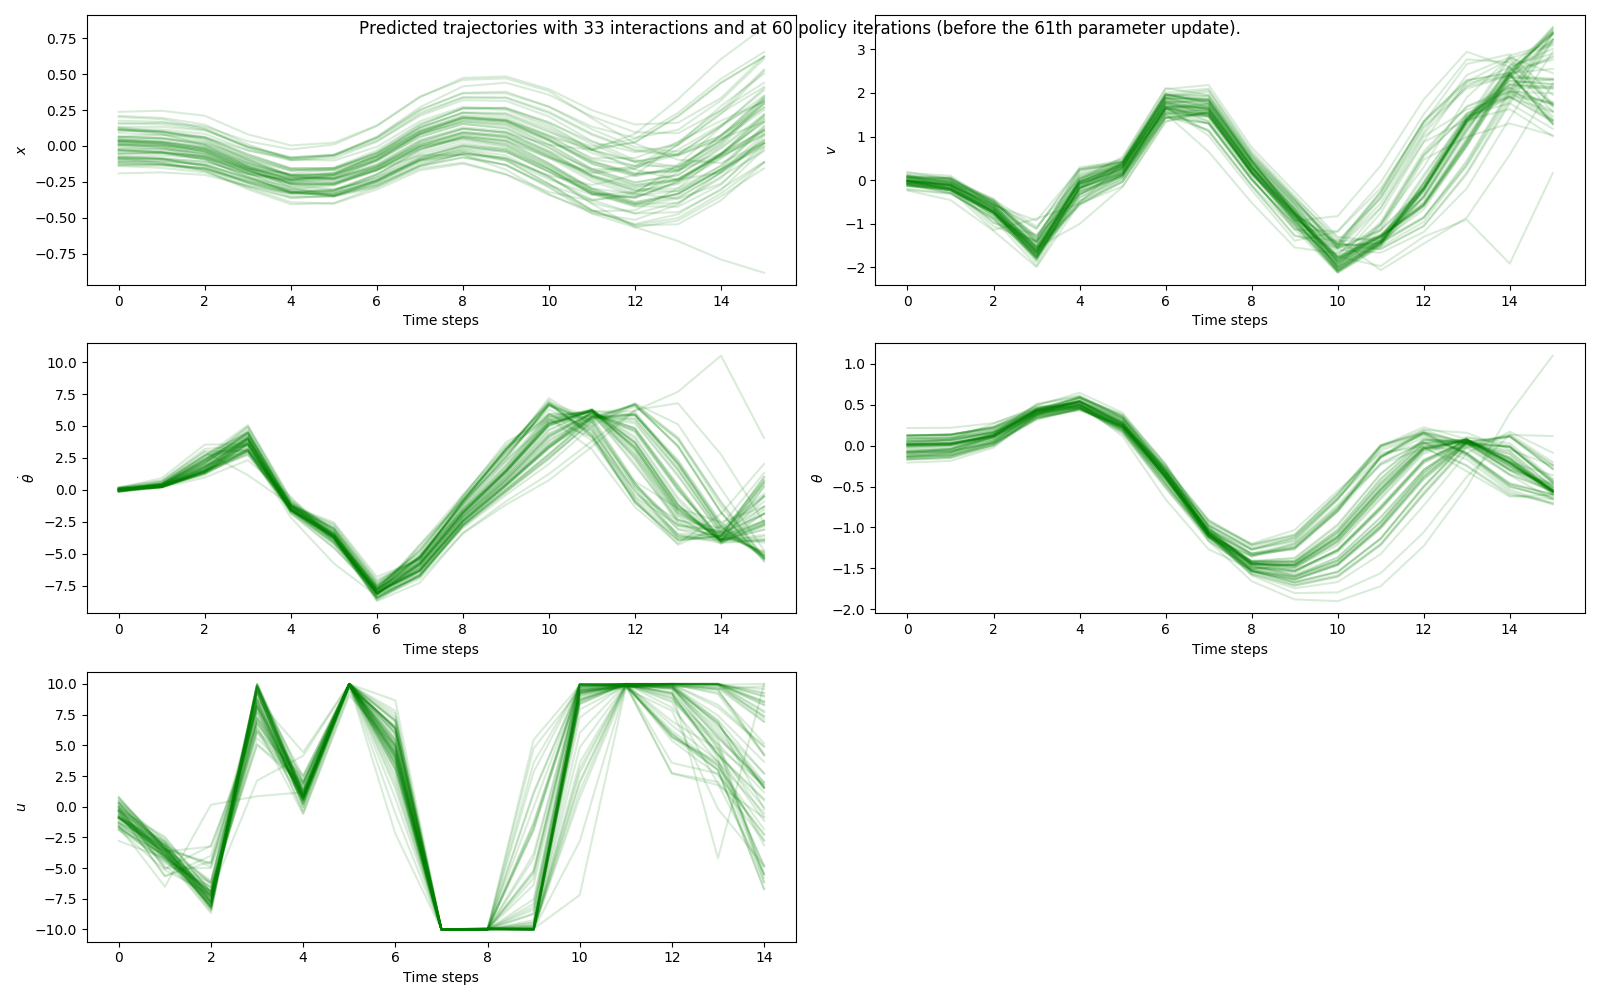 Predicted trajectories with 33 interactions and at 60 policy iterations (before the 61th parameter update).
0.75
0.50
0.25
0.00
−0.25
−0.50
−0.75
x
0 2 4 6 8 10 12 14
Time steps
3
2
1
0
−1
−2
v
0 2 4 6 8 10 12 14
Time steps
10.0
7.5
5.0
2.5
0.0
−2.5
−5.0
−7.5
θ̇
0 2 4 6 8 10 12 14
Time steps
1.0
0.5
0.0
−0.5
−1.0
−1.5
−2.0
θ
0 2 4 6 8 10 12 14
Time steps
10.0
7.5
5.0
2.5
0.0
−2.5
−5.0
−7.5
−10.0
u
0 2 4 6 8 10 12 14
Time steps